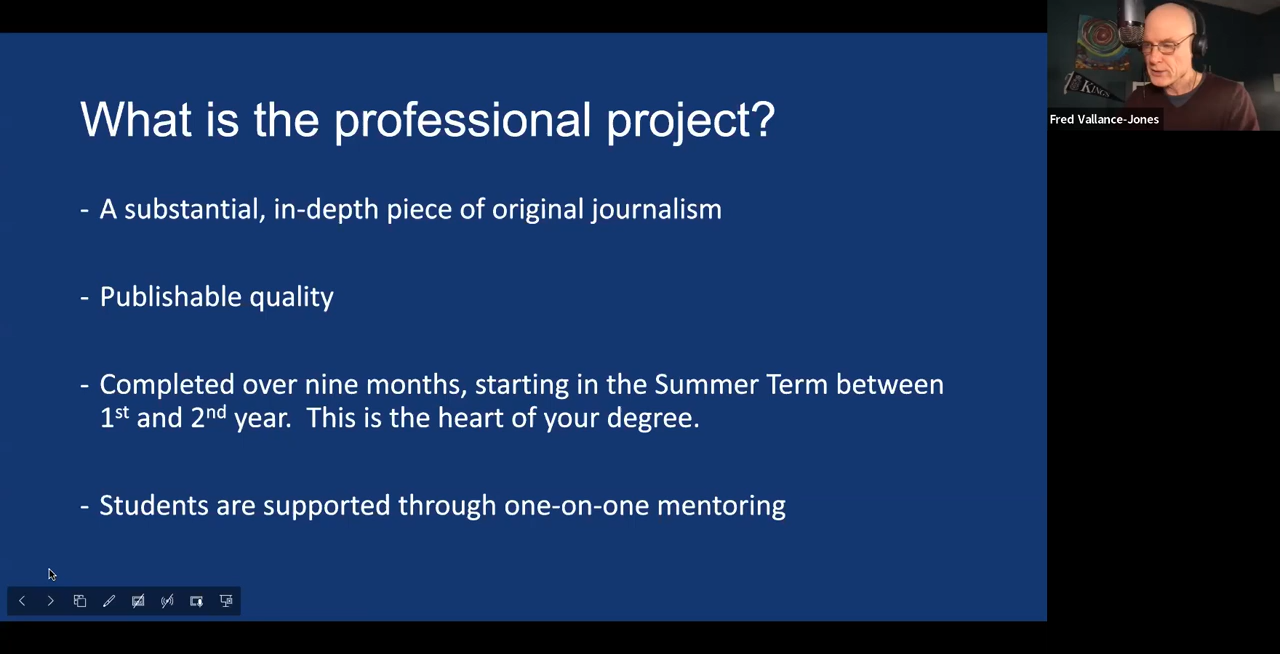 What is the professional project?
- A substantial, in-depth piece of original journalism
- Publishable quality
- Completed over nine months, starting in the Summer Term between
1st and 2nd year.  This is the heart of your degree.
- Students are supported through one-on-one mentoring
KINGS
Fred Vallance-Jones